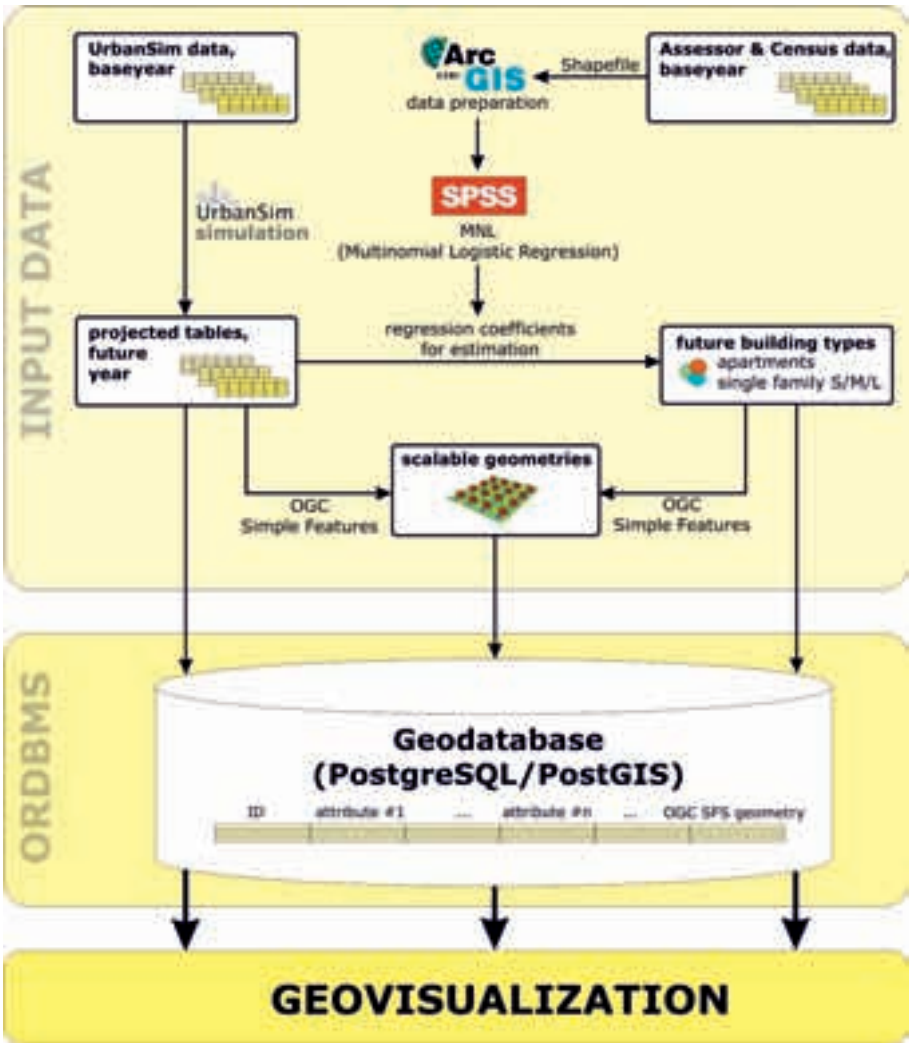 UrbanSim data,
baseyear
Arc
GIS
data preparation
Shapefile
Assessor & Census data,
baseyear
INPUT DATA
UrbanSim
simulation
SPSS
MNL
(Multinomial Logistic Regression)
projected tables,
future
year
regression coefficients
for estimation
future building types
apartments
single family S/M/L
scalable geometries
OGC
Simple Features
OGC
Simple Features
ORDBMS
Geodatabase
(PostgreSQL/PostGIS)
ID attribute #1 ... attribute #n ... OGC SFS geometry
GEOVISUALIZATION